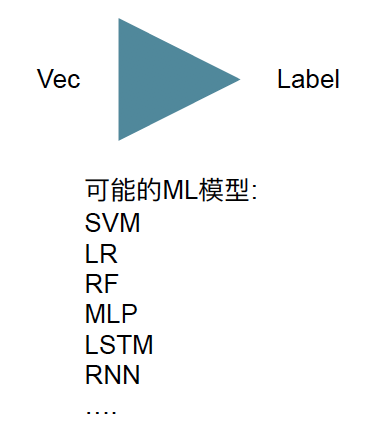 Vec
Label
可能的ML模型:
SVM
LR
RF
MLP
LSTM
RNN
....